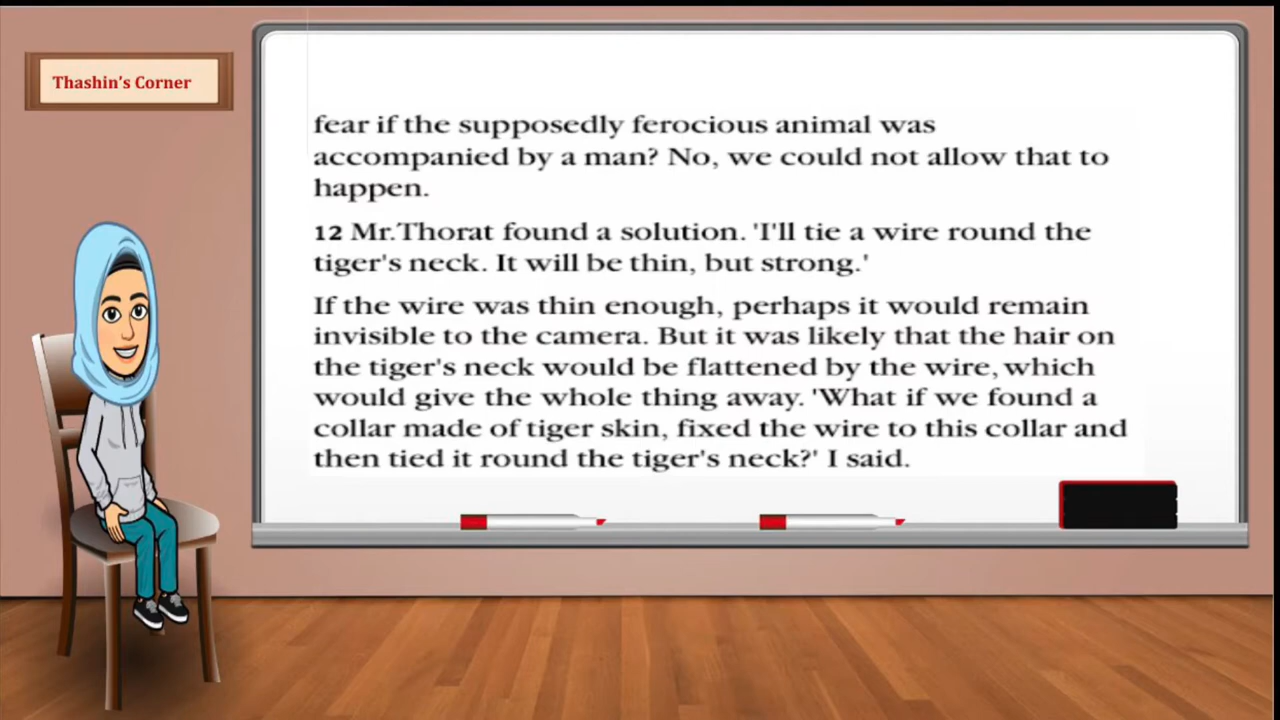 Thashin's Corner
fear if the supposedly ferocious animal was
accompanied by a man? No, we could not allow that to
happen.
12 Mr.Thorat found a solution. 'I'll tie a wire round the
tiger's neck. It will be thin, but strong.'
If the wire was thin enough, perhaps it would remain
invisible to the camera. But it was likely that the hair on
the tiger's neck would be flattened by the wire, which
would give the whole thing away. 'What if we found a
collar made of tiger skin, fixed the wire to this collar and
then tied it round the tiger's neck?' I said.